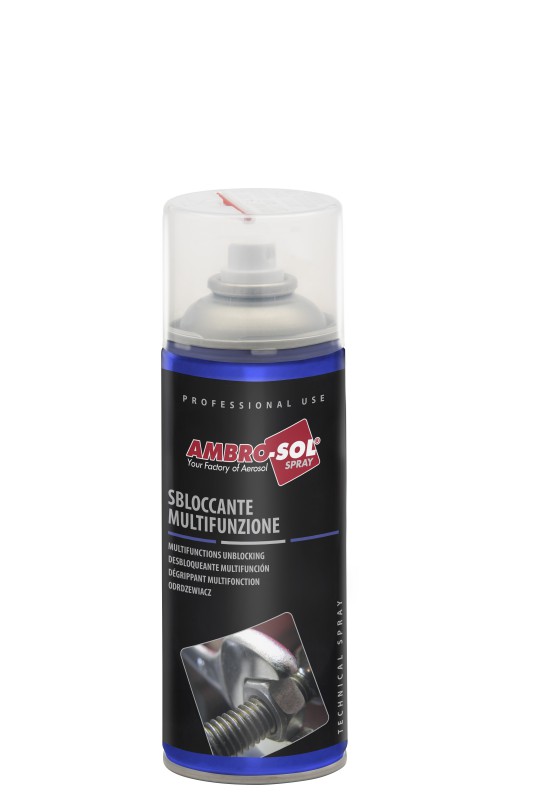 PROFESSIONAL USE
AMBRO-SOL®
Your Factory of Aerosol SPRAY
SBLOCCANTE
MULTIFUNZIONE
MULTIFUNCTIONS UNBLOCKING
DESBLOQUEANTE MULTIFUNCIÓN
DÉGRIPPANT MULTIFONCTION
ODRDZEWIACZ
TECHNICAL SPRAY